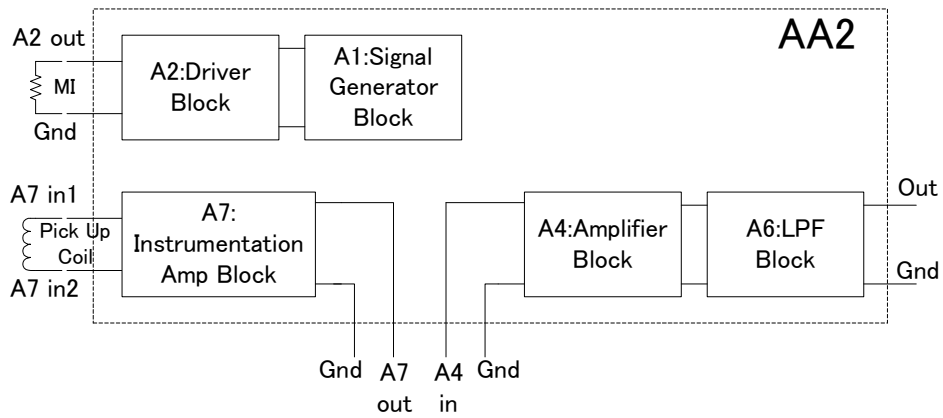 AA2
A2 out
MI
Gnd
A2:Driver
Block
A1:Signal
Generator
Block
A7 in1
Pick Up
Coil
A7 in2
A7:
Instrumentation
Amp Block
A4:Amplifier
Block
A6:LPF
Block
Out
Gnd
Gnd
A7
out
A4
in
Gnd